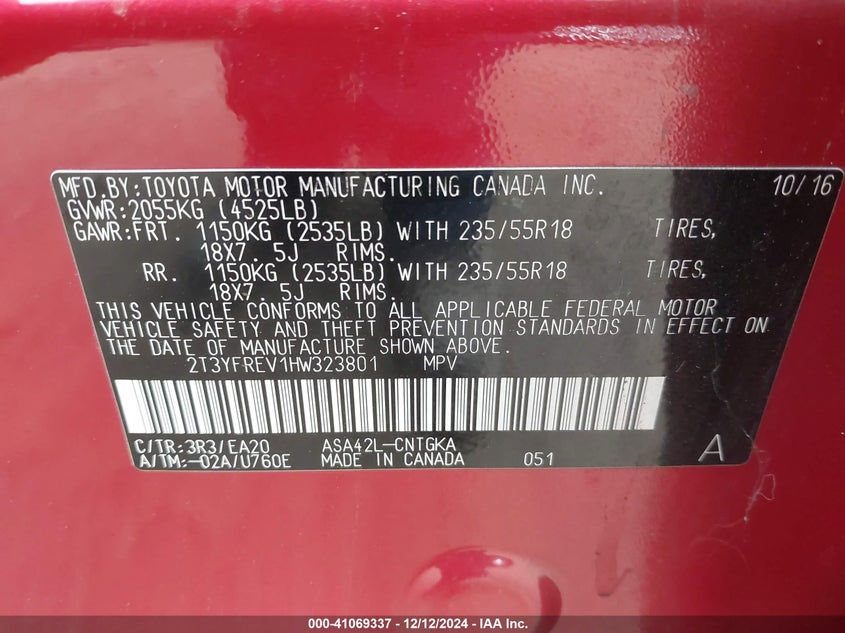 MFD.BY:TOYOTA MOTOR MANUFACTURING CANADA INC. 10/16
GVWR:2055KG (4525LB)
GAWR:FRT. 1150KG (2535LB) WITH 235/55R18 TIRES,
18X7.5J RIMS.
RR. 1150KG (2535LB) WITH 235/55R18 TIRES,
18X7.5J RIMS.
THIS VEHICLE CONFORMS TO ALL APPLICABLE FEDERAL MOTOR
VEHICLE SAFETY AND THEFT PREVENTION STANDARDS IN EFFECT ON
THE DATE OF MANUFACTURE SHOWN ABOVE.
2T3YFREV1HW323801 MPV
C/TR:3R3/EA20 ASA42L-CNTGKA
A/TM:-02A/U760E MADE IN CANADA 051 A
000-41069337 - 12/12/2024 - IAA Inc.